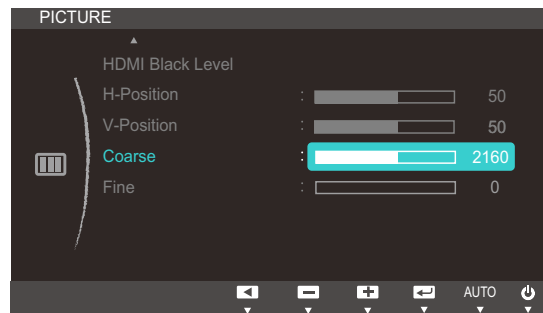 PICTURE
HDMI Black Level
H-Position : 50
V-Position : 50
Coarse : 2160
Fine : 0
AUTO